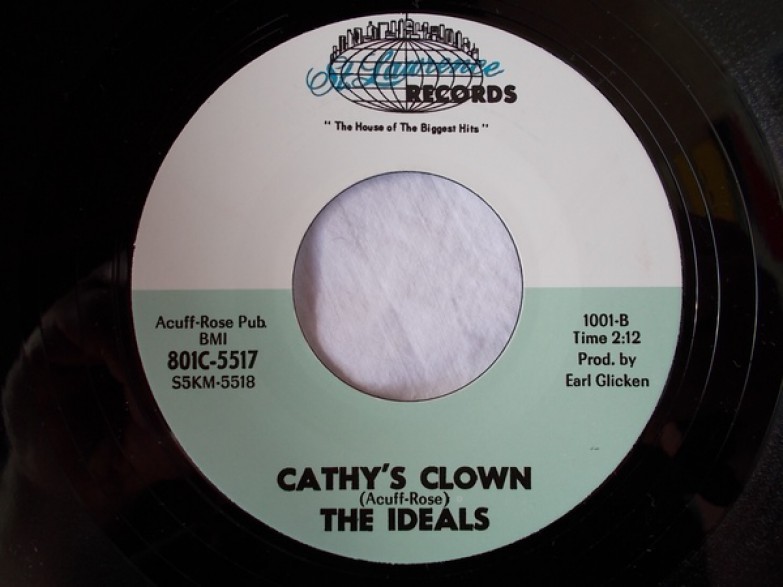 St. Lawrence
RECORDS
" The House of The Biggest Hits "
Acuff-Rose Pub.
BMI
801C-5517
S5KM-5518
1001-B
Time 2:12
Prod. by
Earl Glicken
CATHY'S CLOWN
(Acuff-Rose)
THE IDEALS